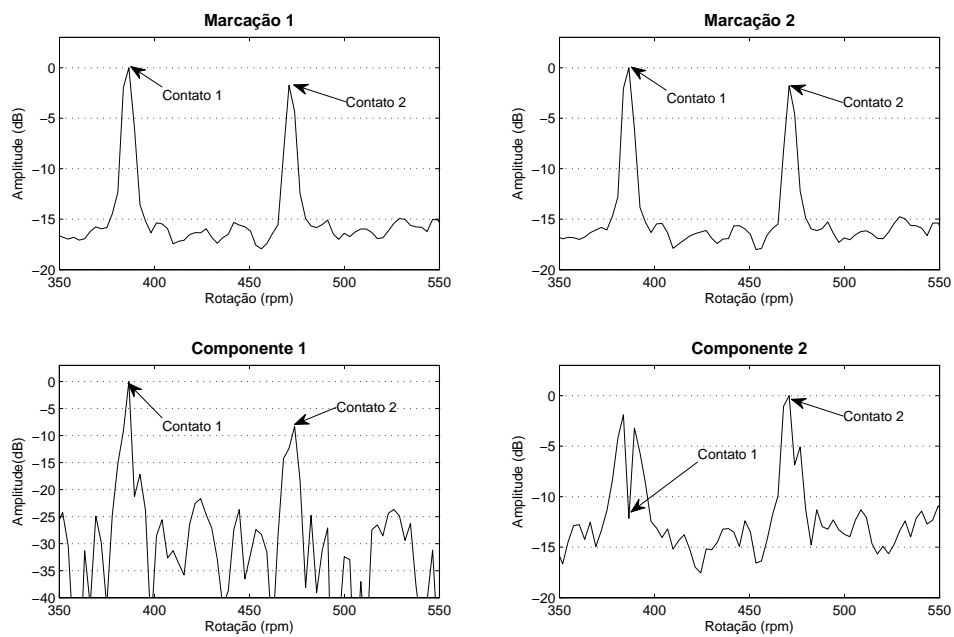 Marcação 1
Amplitude (dB)
0
−5
−10
−15
−20
350
400
450
500
550
Rotação (rpm)
Contato 1
Contato 2
Marcação 2
Amplitude (dB)
0
−5
−10
−15
−20
350
400
450
500
550
Rotação (rpm)
Contato 1
Contato 2
Componente 1
Amplitude(dB)
0
−5
−10
−15
−20
−25
−30
−35
−40
350
400
450
500
550
Rotação (rpm)
Contato 1
Contato 2
Componente 2
Amplitude (dB)
0
−5
−10
−15
−20
350
400
450
500
550
Rotação (rpm)
Contato 1
Contato 2